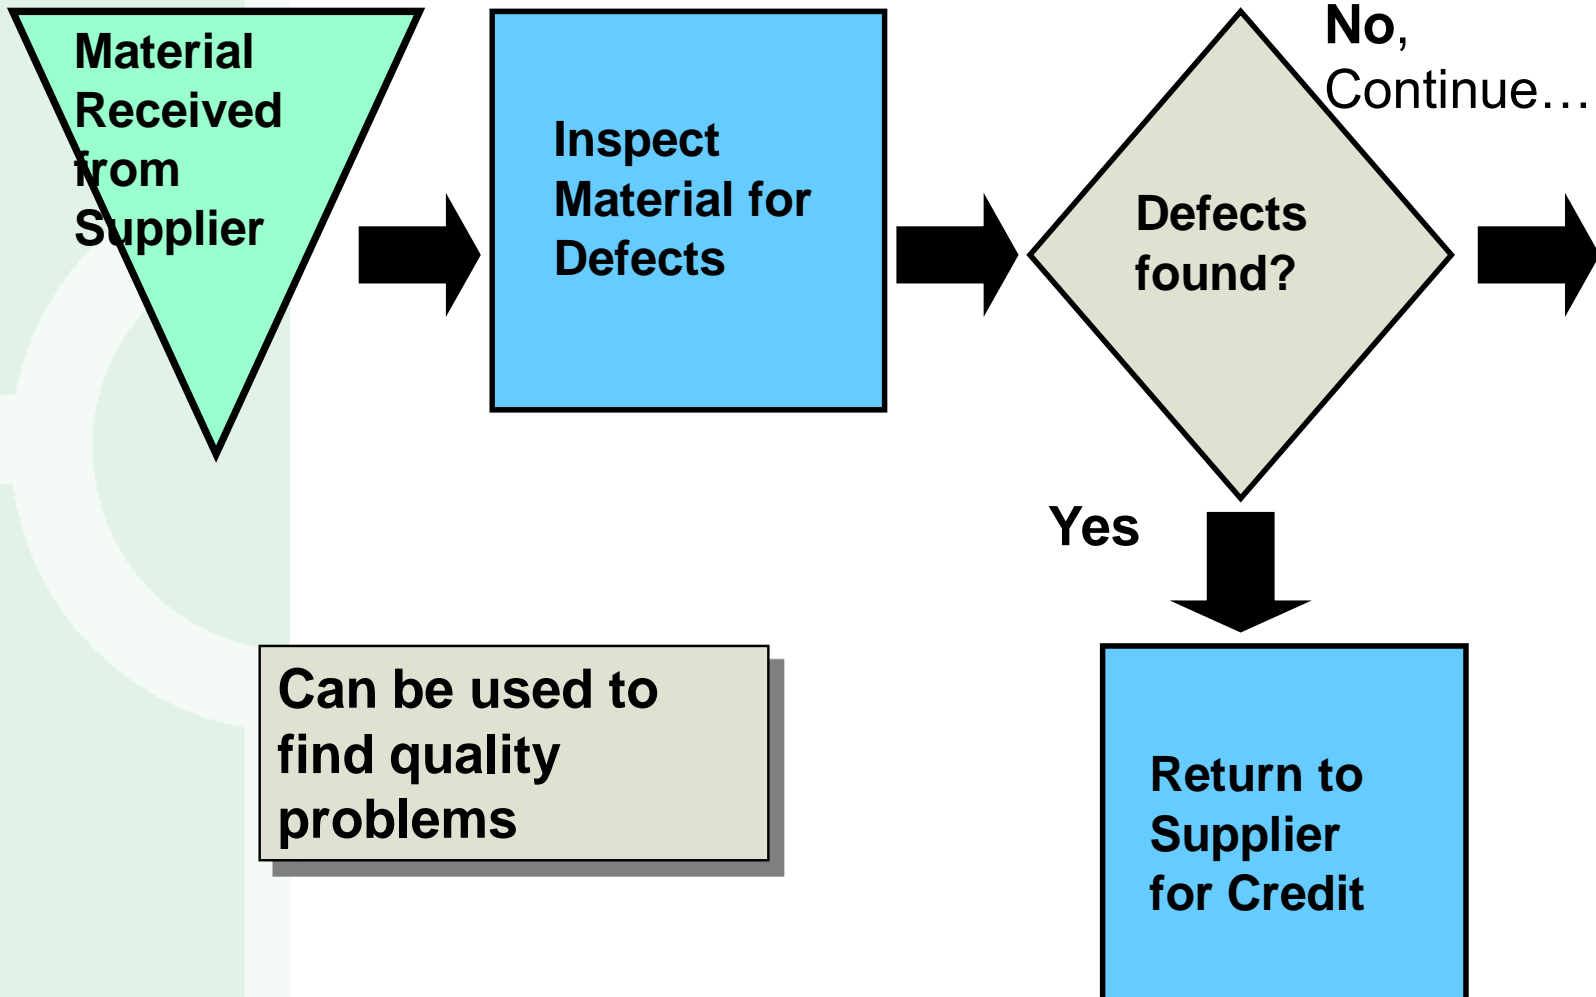 Material
Received
from
Supplier
Inspect
Material for
Defects
Defects
found?
No,
Continue…
Yes
Can be used to
find quality
problems
Return to
Supplier
for Credit